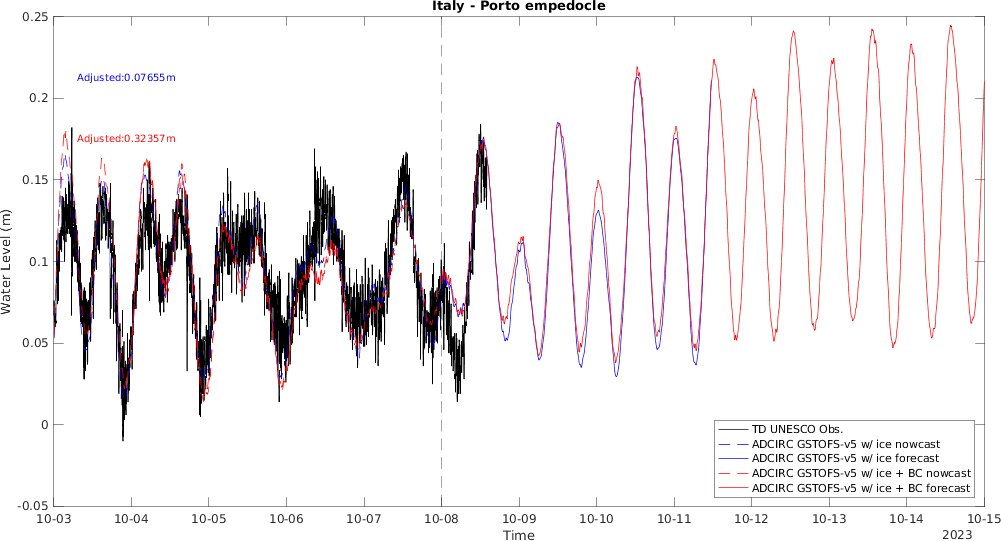 Italy - Porto empedocle
0.25
0.2
0.15
0.1
0.05
0
-0.05
Water Level (m)
Adjusted:0.07655m
Adjusted:0.32357m
TD UNESCO Obs.
ADCIRC GSTOFS-v5 w/ ice nowcast
ADCIRC GSTOFS-v5 w/ ice forecast
ADCIRC GSTOFS-v5 w/ ice + BC nowcast
ADCIRC GSTOFS-v5 w/ ice + BC forecast
10-03 10-04 10-05 10-06 10-07 10-08 10-09 10-10 10-11 10-12 10-13 10-14 10-15
Time
2023